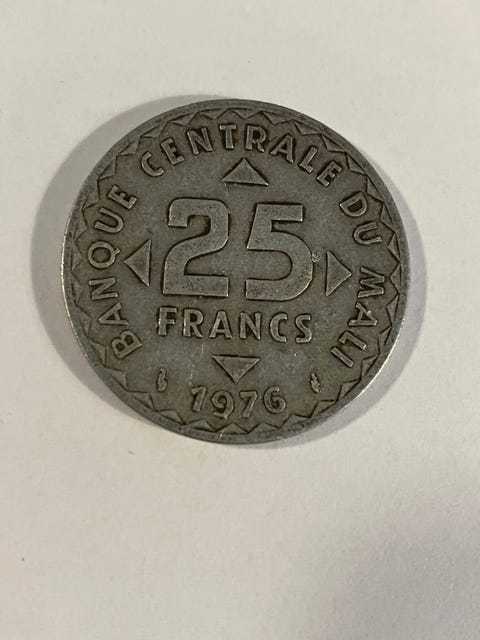 BANQUE CENTRALE DU MALI
25
FRANCS
1976